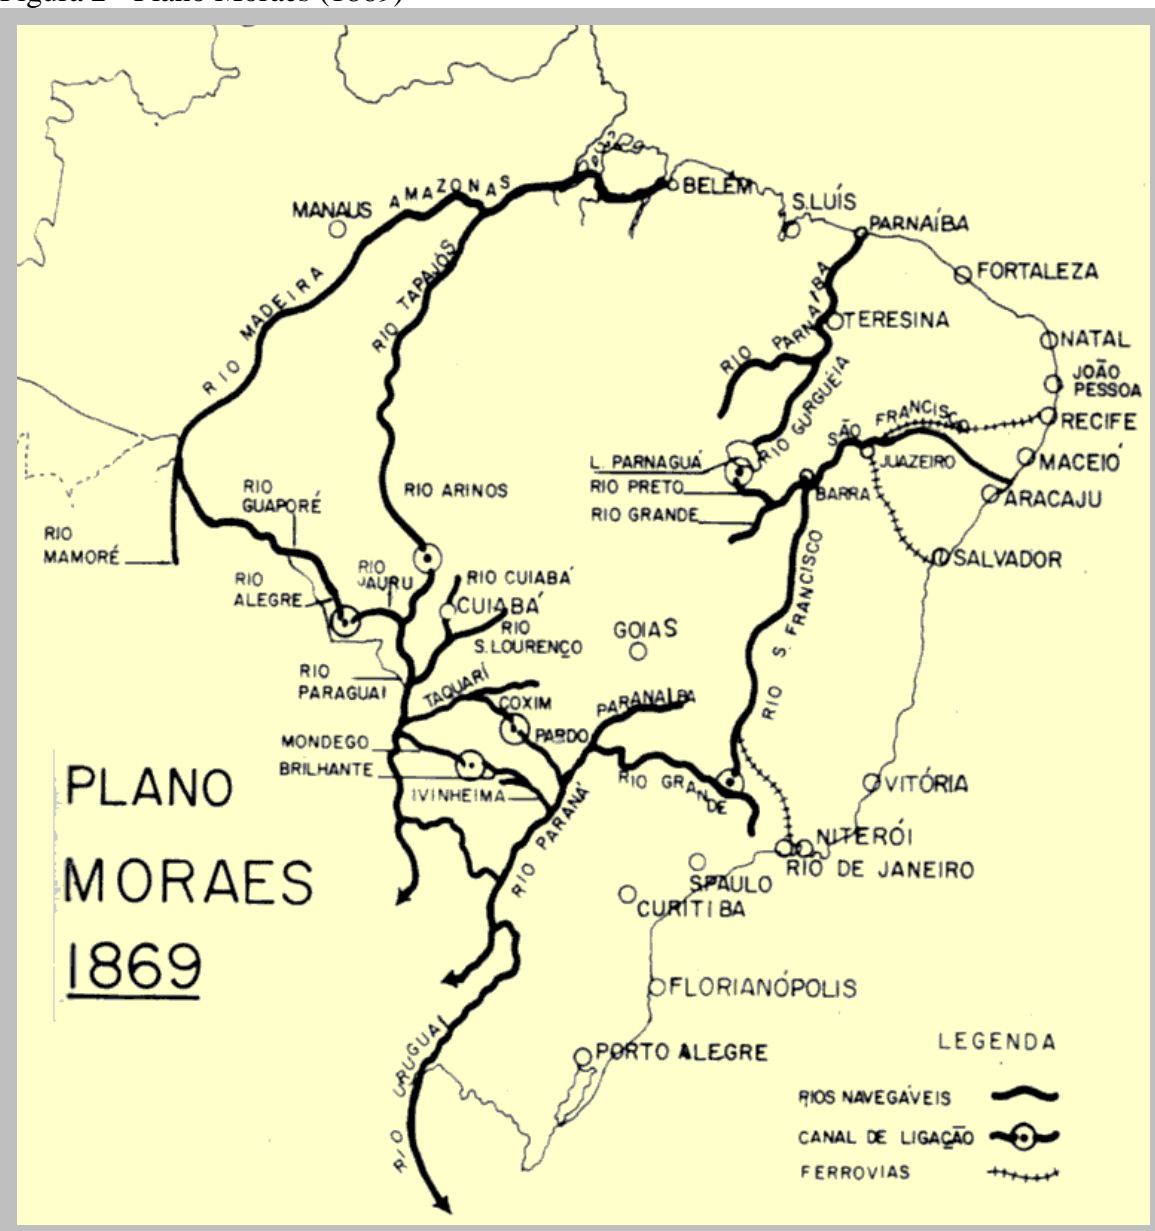 Figura 2 - Plano Moraes (1869)
AMAZONAS
BELÉM
MANAUS
S.LUÍS
PARNAÍBA
RIO TAPAJÓS
FORTALEZA
RIO MADEIRA
RIO PARNAIBA
TERESINA
NATAL
JOÃO
PESSOA
RIO GURGUEIA
SÃO FRANCISCO
RECIFE
L. PARNAGUÁ
JUAZEIRO
MACEIÓ
RIO PRETO
BARRA
ARACAJU
RIO
GUAPORÉ
RIO ARINOS
RIO GRANDE
RIO
MAMORÉ
SALVADOR
RIO
JAURU
RIO CUIABÁ
RIO
ALEGRE
CUIABÁ
RIO
S.LOURENÇO
GOIAS
RIO S. FRANCISCO
RIO
PARAGUAI
TAQUARÍ
COXIM
PARANAIBA
PARDO
MONDEGO
BRILHANTE
IVINHEIMA
RIO GRANDE
VITÓRIA
PLANO
MORAES
1869
RIO PARANÁ
NITERÓI
RIO DE JANEIRO
SPAULO
CURITIBA
FLORIANÓPOLIS
RIO URUGUAI
PORTO ALEGRE
LEGENDA
RIOS NAVEGÁVEIS
CANAL DE LIGAÇÃO
FERROVIAS